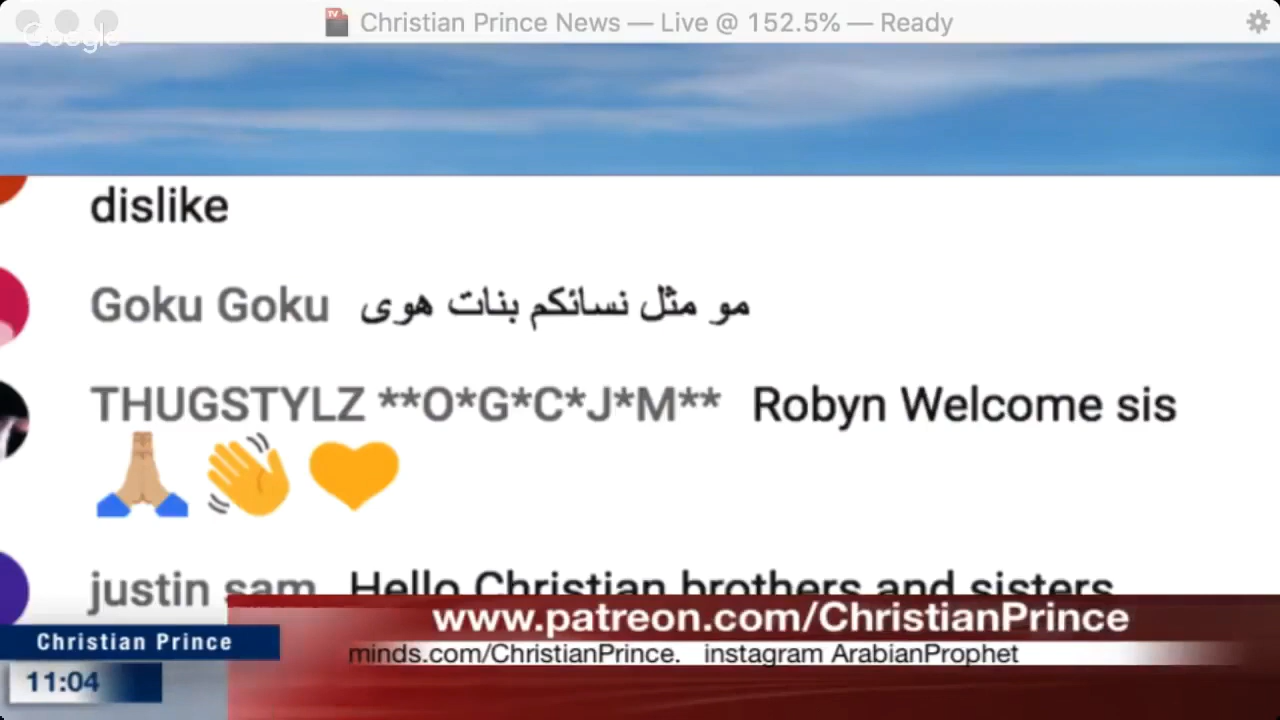 Christian Prince News — Live @ 152.5% — Ready
Google
dislike
Goku Goku مو مثل نسائكم بنات هوى
THUGSTYLZ **O*G*C*J*M** Robyn Welcome sis
🙏🏼 👋 🧡
justin sam Hello Christian brothers and sisters
www.patreon.com/ChristianPrince
Christian Prince
minds.com/ChristianPrince. instagram ArabianProphet
11:04